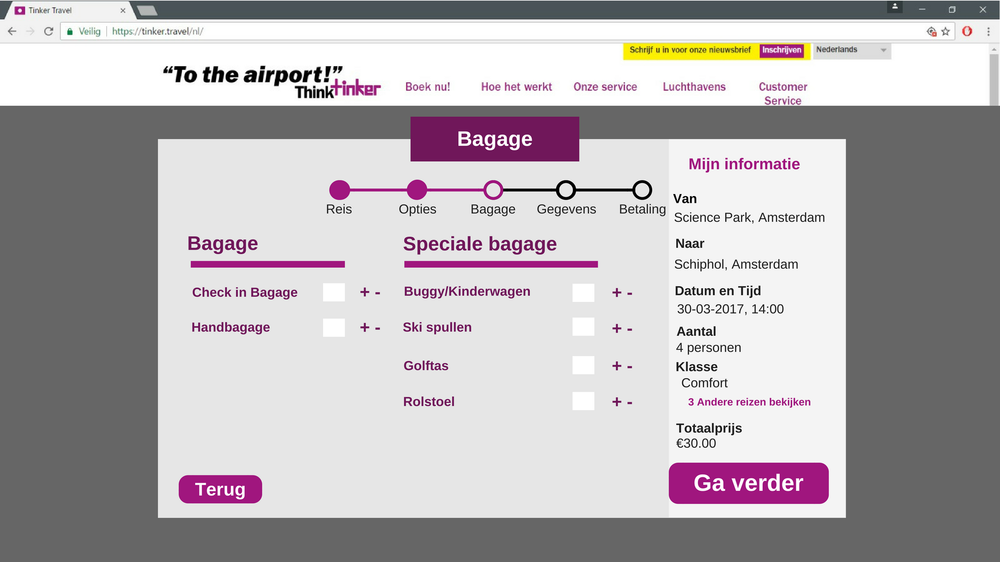 Tinker Travel
Veilig
https://tinker.travel/nl/
Schrijf u in voor onze nieuwsbrief
Inschrijven
Nederlands
“To the airport!”
Think tinker
Boek nu!
Hoe het werkt
Onze service
Luchthavens
Customer
Service
Bagage
Reis
Opties
Bagage
Gegevens
Betaling
Bagage
Check in Bagage
+ -
Handbagage
+ -
Speciale bagage
Buggy/Kinderwagen
+ -
Ski spullen
+ -
Golftas
+ -
Rolstoel
+ -
Terug
Mijn informatie
Van
Science Park, Amsterdam
Naar
Schiphol, Amsterdam
Datum en Tijd
30-03-2017, 14:00
Aantal
4 personen
Klasse
Comfort
3 Andere reizen bekijken
Totaalprijs
€30.00
Ga verder